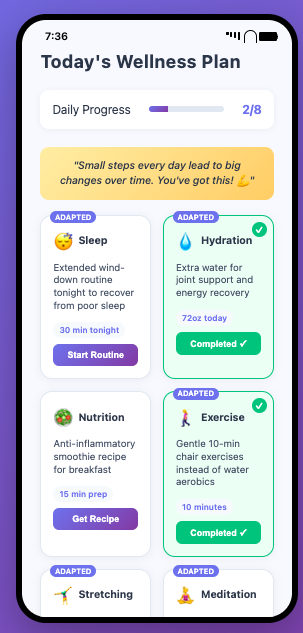 7:36
Today's Wellness Plan
Daily Progress 2/8
"Small steps every day lead to big
changes over time. You've got this! 💪"
ADAPTED
Sleep
Extended wind-
down routine
tonight to recover
from poor sleep
30 min tonight
Start Routine
ADAPTED
Hydration
Extra water for
joint support and
energy recovery
72oz today
Completed ✓
Nutrition
Anti-inflammatory
smoothie recipe
for breakfast
15 min prep
Get Recipe
ADAPTED
Exercise
Gentle 10-min
chair exercises
instead of water
aerobics
10 minutes
Completed ✓
ADAPTED
Stretching
ADAPTED
Meditation